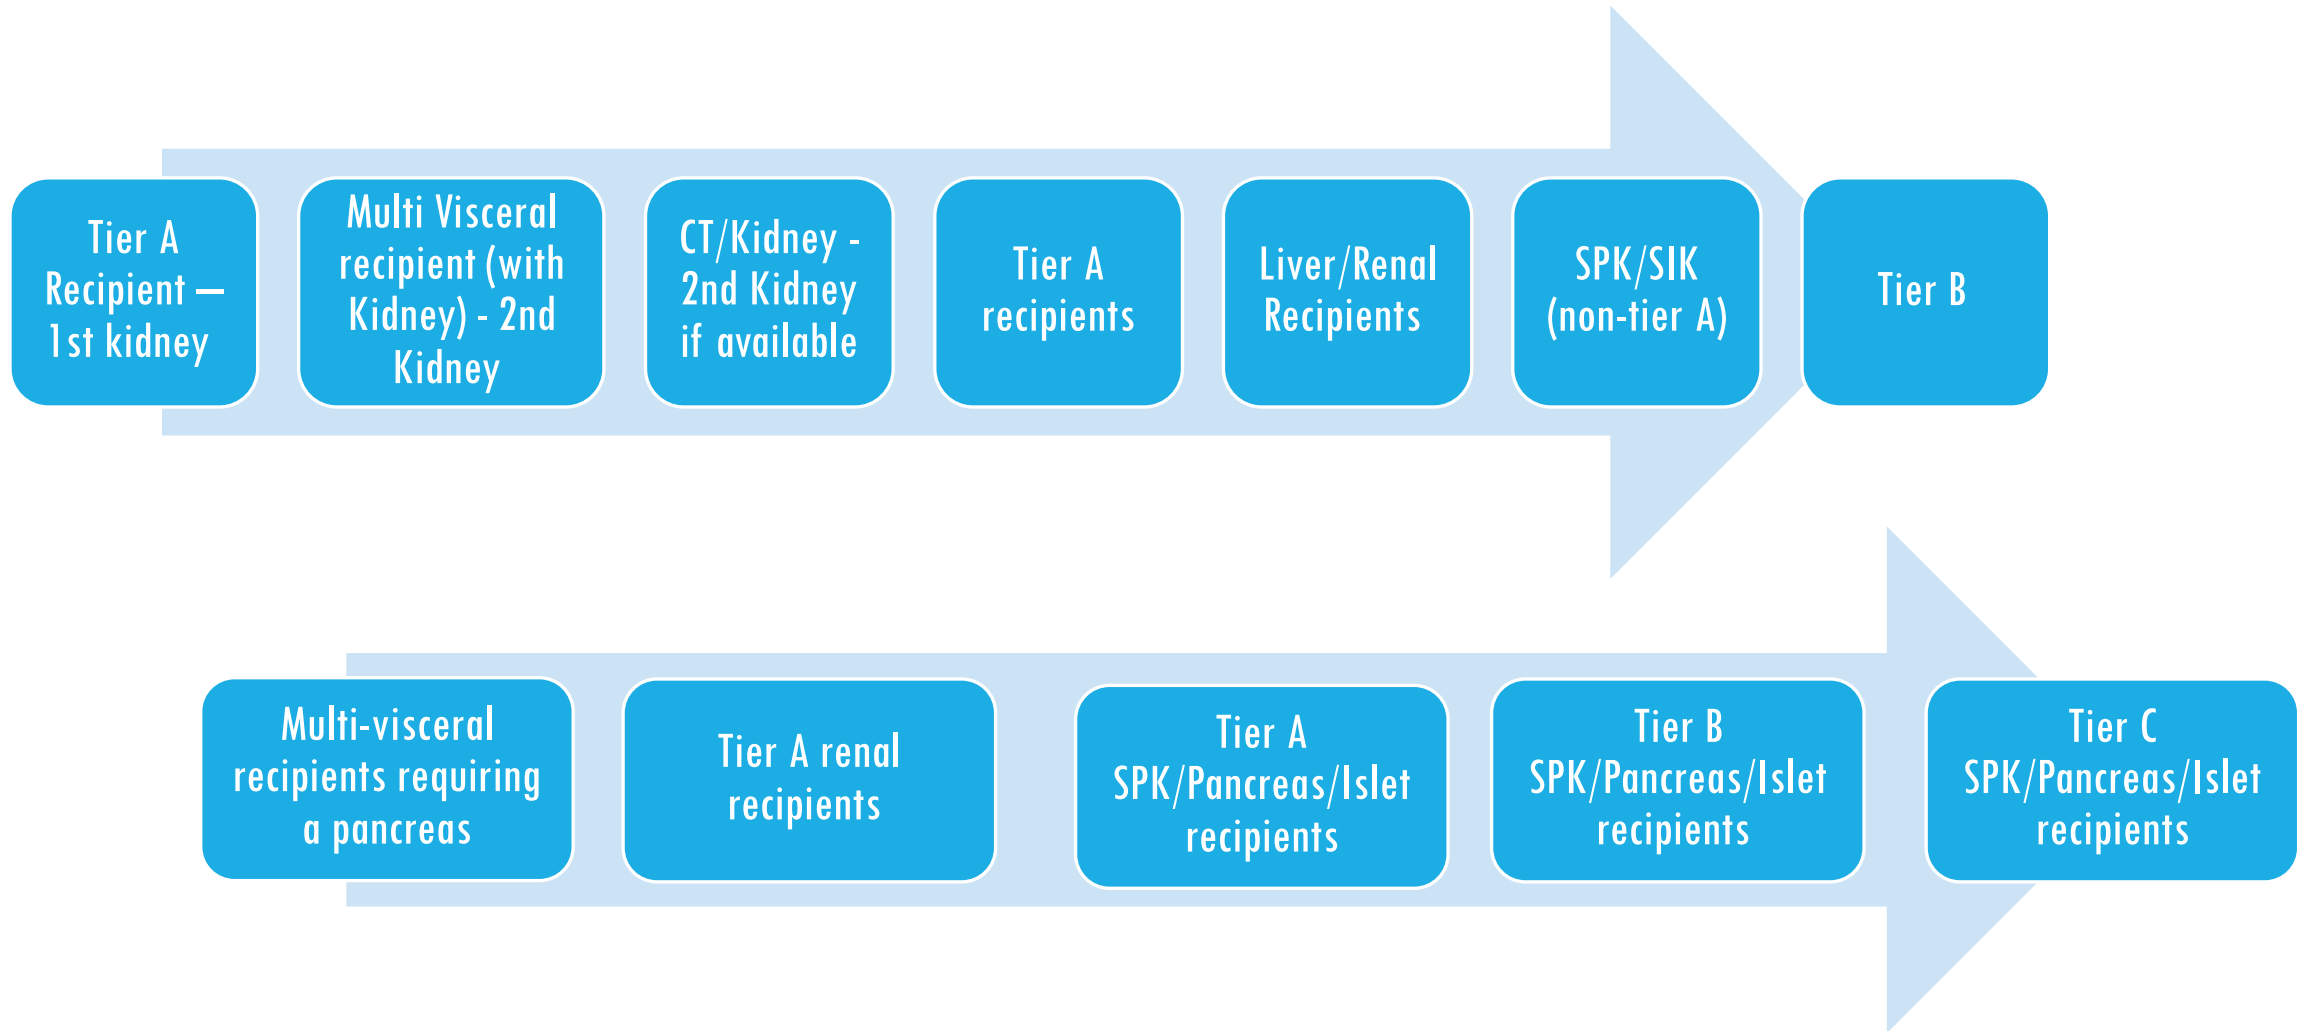 Tier A
Recipient –
1st kidney
Multi Visceral
recipient (with
Kidney) - 2nd
Kidney
CT/Kidney -
2nd Kidney
if available
Tier A
recipients
Liver/Renal
Recipients
SPK/SIK
(non-tier A)
Tier B
Multi-visceral
recipients requiring
a pancreas
Tier A renal
recipients
Tier A
SPK/Pancreas/Islet
recipients
Tier B
SPK/Pancreas/Islet
recipients
Tier C
SPK/Pancreas/Islet
recipients